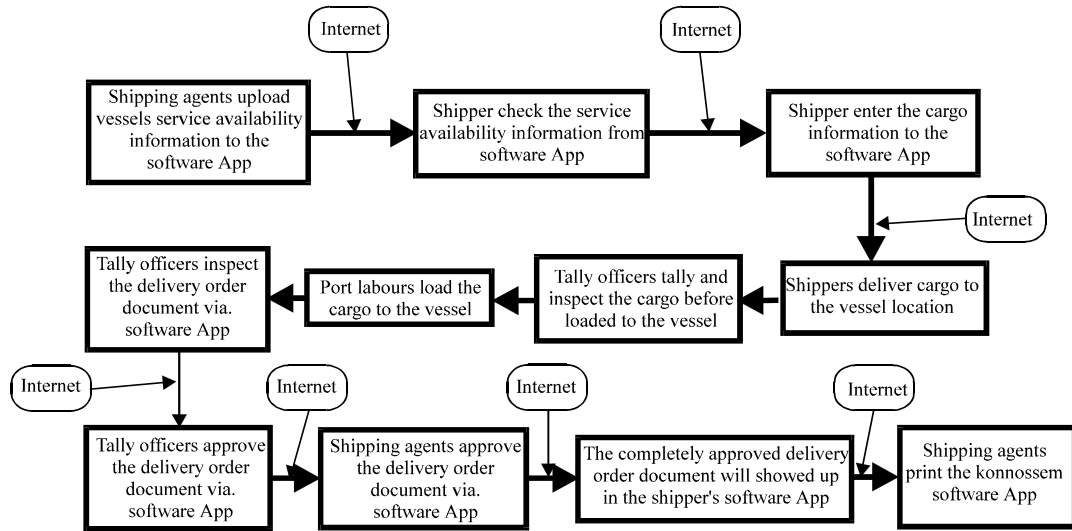 Internet
Internet
Shipping agents upload
vessels service availability
information to the
software App
Shipper check the service
availability information from
software App
Shipper enter the cargo
information to the
software App
Internet
Shippers deliver cargo to
the vessel location
Tally officers tally and
inspect the cargo before
loaded to the vessel
Port labours load the
cargo to the vessel
Tally officers inspect
the delivery order
document via.
software App
Internet
Internet
Internet
Internet
Tally officers approve
the delivery order
document via.
software App
Shipping agents approve
the delivery order
document via.
software App
The completely approved delivery
order document will showed up
in the shipper's software App
Shipping agents
print the konnossem
software App